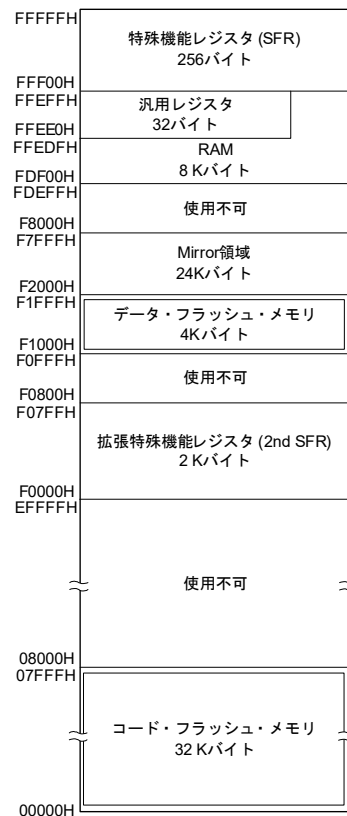 FFFFFH
特殊機能レジスタ (SFR)
256バイト
FFF00H
FFEFFH
汎用レジスタ
32バイト
FFEE0H
FFEDFH
RAM
8 Kバイト
FDF00H
FDEFFH
使用不可
F8000H
F7FFFH
Mirror領域
24Kバイト
F2000H
F1FFFH
データ・フラッシュ・メモリ
4Kバイト
F1000H
F0FFFH
使用不可
F0800H
F07FFH
拡張特殊機能レジスタ (2nd SFR)
2 Kバイト
F0000H
EFFFFH
使用不可
08000H
07FFFH
コード・フラッシュ・メモリ
32 Kバイト
00000H